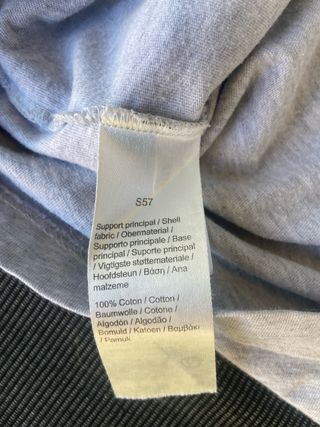 S57
Support principal / Shell
fabric / Obermaterial /
Supporto principale / Base
principal / Suporte principal
/ Vigtigste støttemateriale /
Hoofdsteun / Βάση / Ana
malzeme
100% Coton / Cotton /
Baumwolle / Cotone /
Algodón / Algodão /
Bomuld / Katoen / Βαμβάκι
/ Pamuk